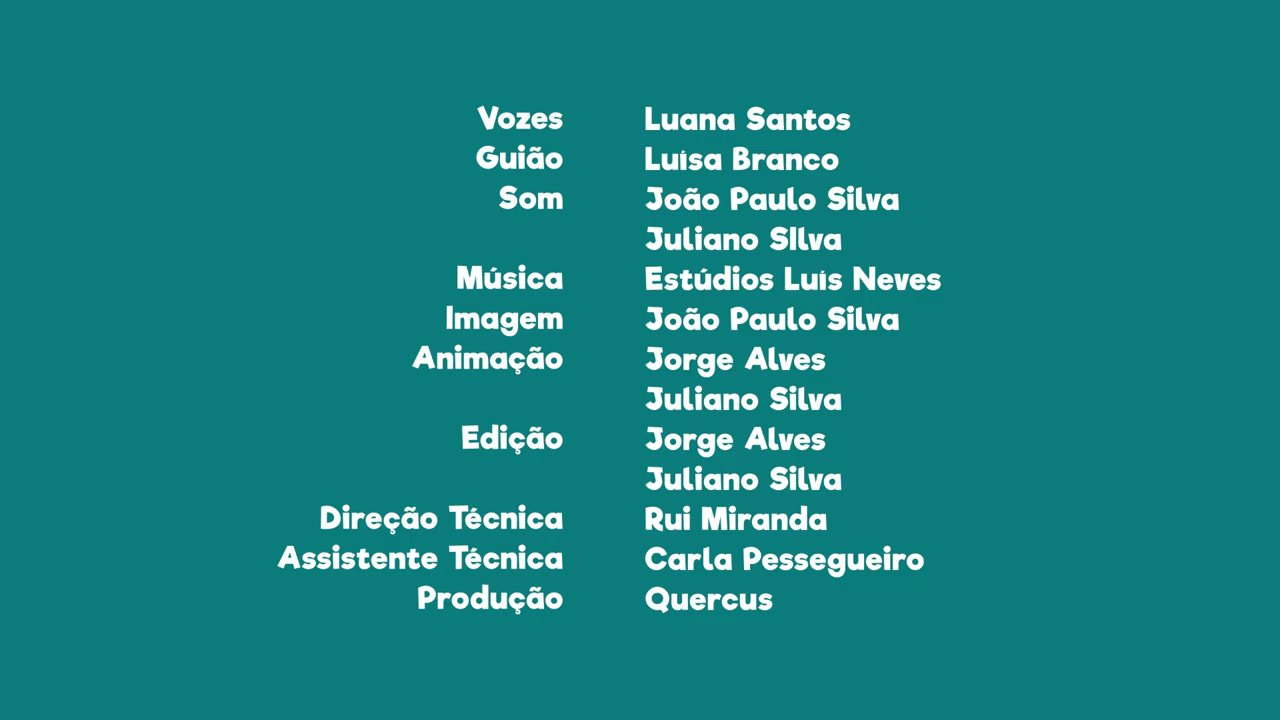 Vozes Luana Santos
Guião Luísa Branco
Som João Paulo Silva
Juliano SIlva
Música Estúdios Luís Neves
Imagem João Paulo Silva
Animação Jorge Alves
Juliano Silva
Edição Jorge Alves
Juliano Silva
Direção Técnica Rui Miranda
Assistente Técnica Carla Pessegueiro
Produção Quercus